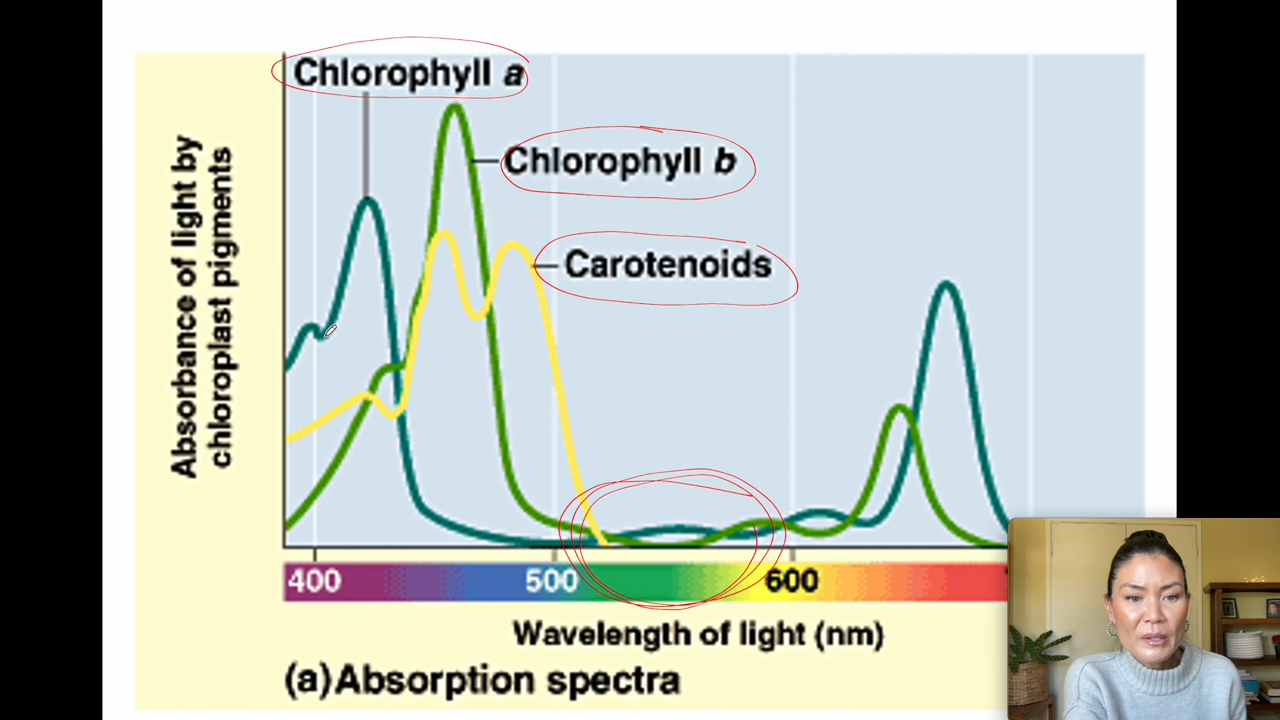 Chlorophyll a
Chlorophyll b
Carotenoids
Absorbance of light by
chloroplast pigments
400
500
600
Wavelength of light (nm)
(a)Absorption spectra